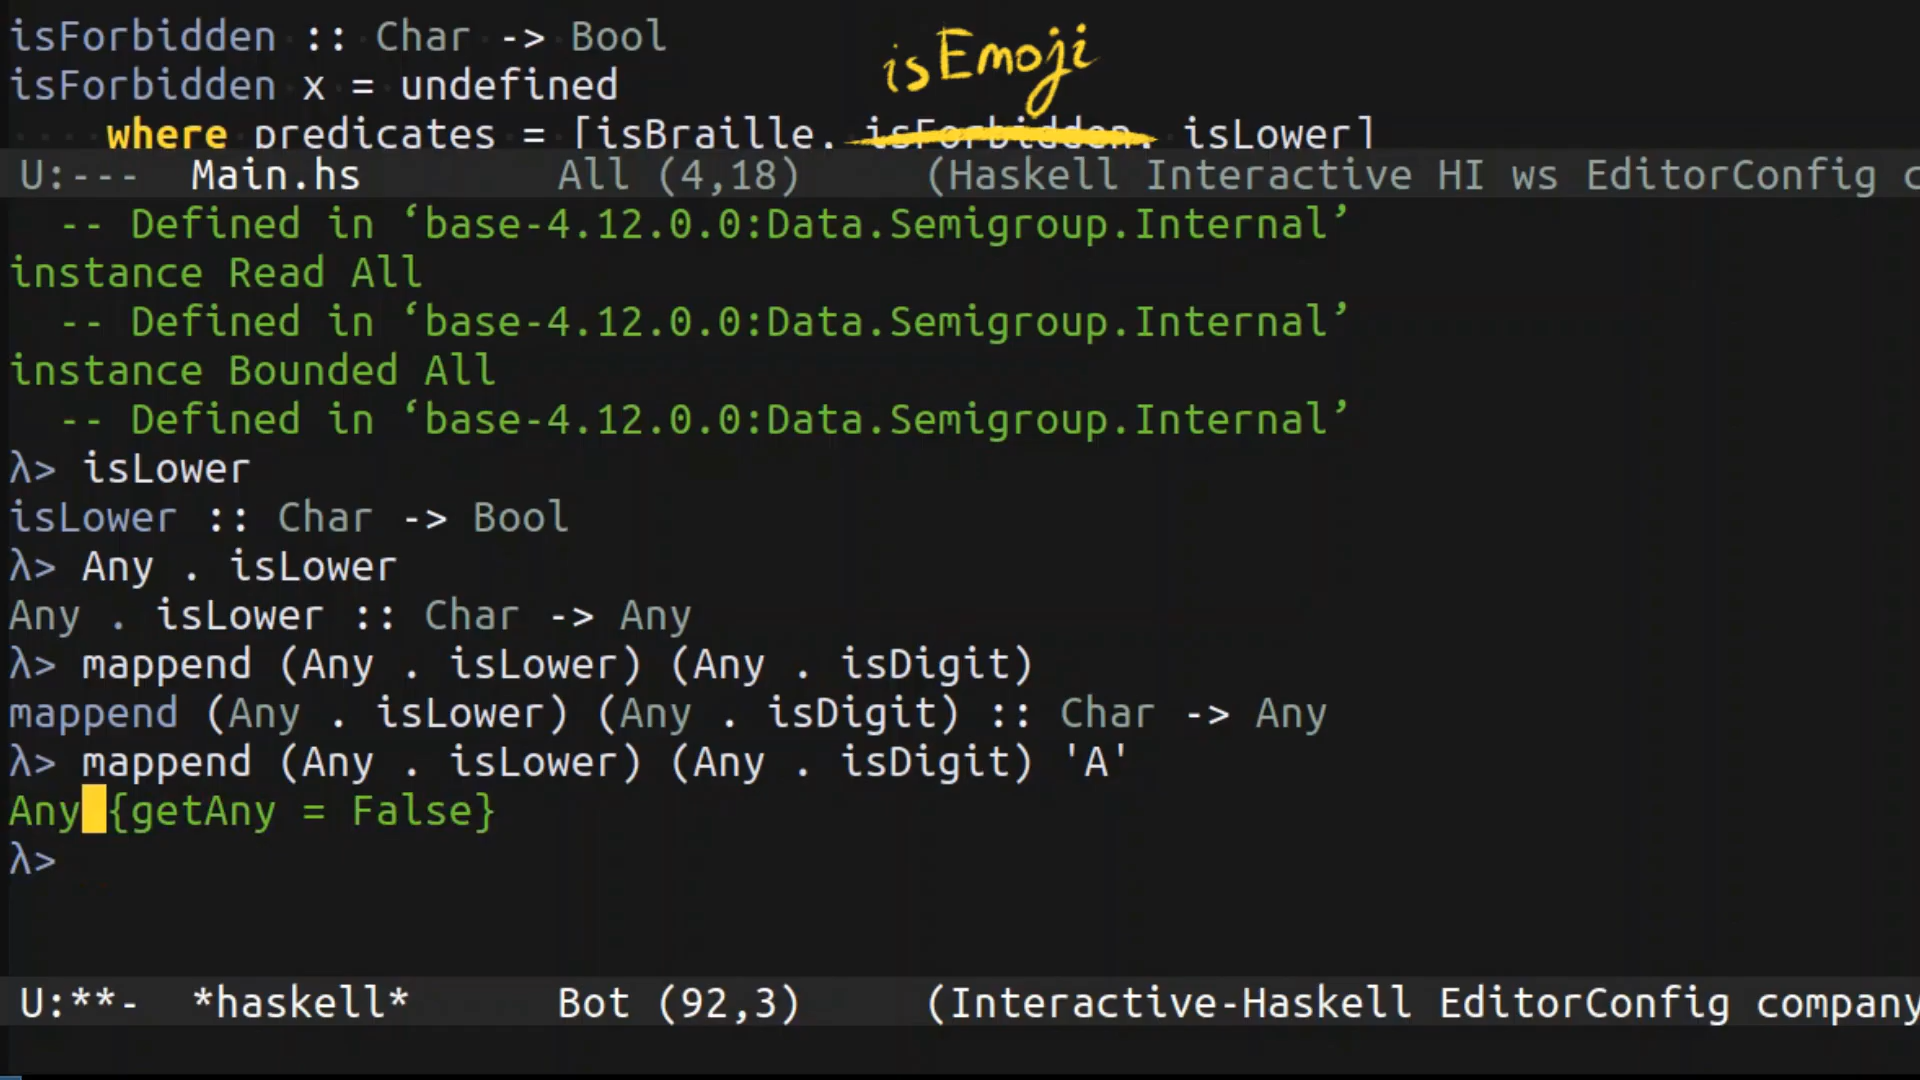 isForbidden :: Char -> Bool
isEmoji
isForbidden x = undefined
where predicates = [isBraille, isForbidden, isLower]
U:--- Main.hs All (4,18) (Haskell Interactive HI ws EditorConfig c
-- Defined in ‘base-4.12.0.0:Data.Semigroup.Internal’
instance Read All
-- Defined in ‘base-4.12.0.0:Data.Semigroup.Internal’
instance Bounded All
-- Defined in ‘base-4.12.0.0:Data.Semigroup.Internal’
λ> isLower
isLower :: Char -> Bool
λ> Any . isLower
Any . isLower :: Char -> Any
λ> mappend (Any . isLower) (Any . isDigit)
mappend (Any . isLower) (Any . isDigit) :: Char -> Any
λ> mappend (Any . isLower) (Any . isDigit) 'A'
Any {getAny = False}
λ>
U:**- *haskell* Bot (92,3) (Interactive-Haskell EditorConfig company